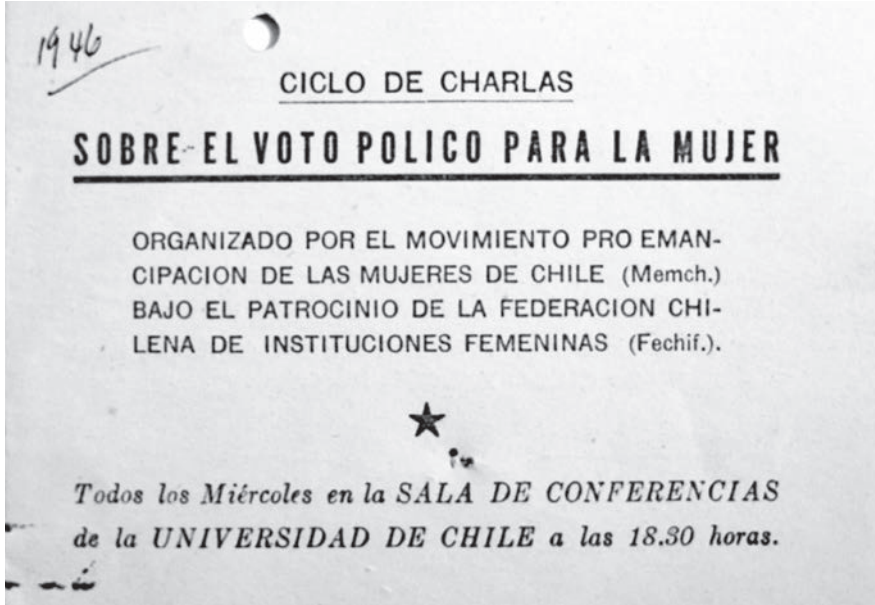 1946
CICLO DE CHARLAS
SOBRE EL VOTO POLICO PARA LA MUJER
ORGANIZADO POR EL MOVIMIENTO PRO EMAN-
CIPACION DE LAS MUJERES DE CHILE (Memch.)
BAJO EL PATROCINIO DE LA FEDERACION CHI-
LENA DE INSTITUCIONES FEMENINAS (Fechif.).
Todos los Miércoles en la SALA DE CONFERENCIAS
de la UNIVERSIDAD DE CHILE a las 18.30 horas.